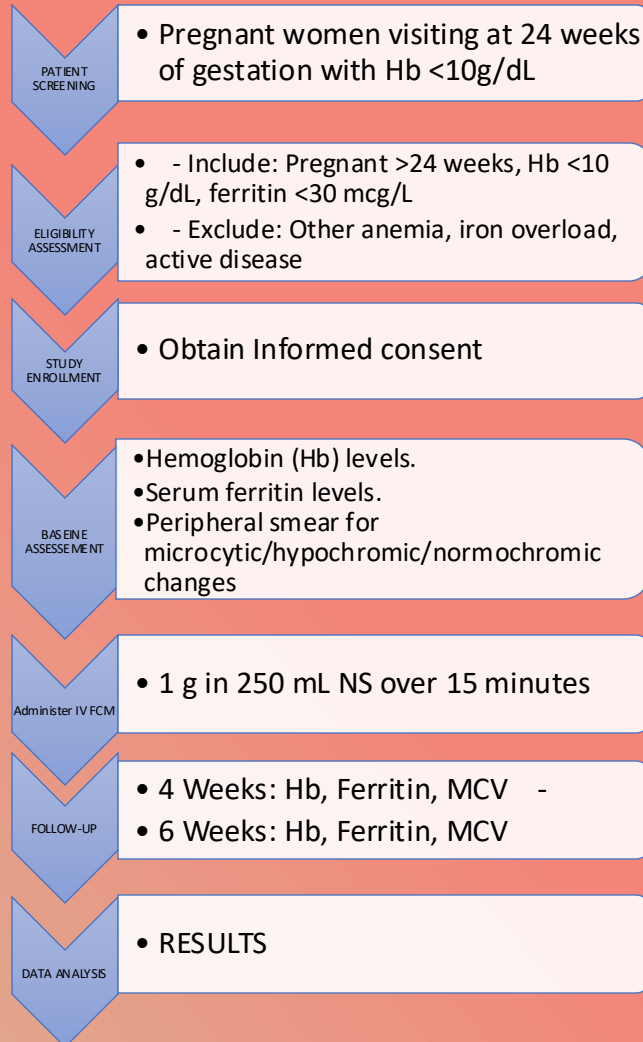 PATIENT
SCREENING
• Pregnant women visiting at 24 weeks
of gestation with Hb <10g/dL
ELIGIBILITY
ASSESSMENT
• - Include: Pregnant >24 weeks, Hb <10
g/dL, ferritin <30 mcg/L
• - Exclude: Other anemia, iron overload,
active disease
STUDY
ENROLLMENT
• Obtain Informed consent
BASEINE
ASSESSEMENT
•Hemoglobin (Hb) levels.
•Serum ferritin levels.
•Peripheral smear for
microcytic/hypochromic/normochromic
changes
Administer IV FCM
• 1 g in 250 mL NS over 15 minutes
FOLLOW-UP
• 4 Weeks: Hb, Ferritin, MCV -
• 6 Weeks: Hb, Ferritin, MCV
DATA ANALYSIS
• RESULTS